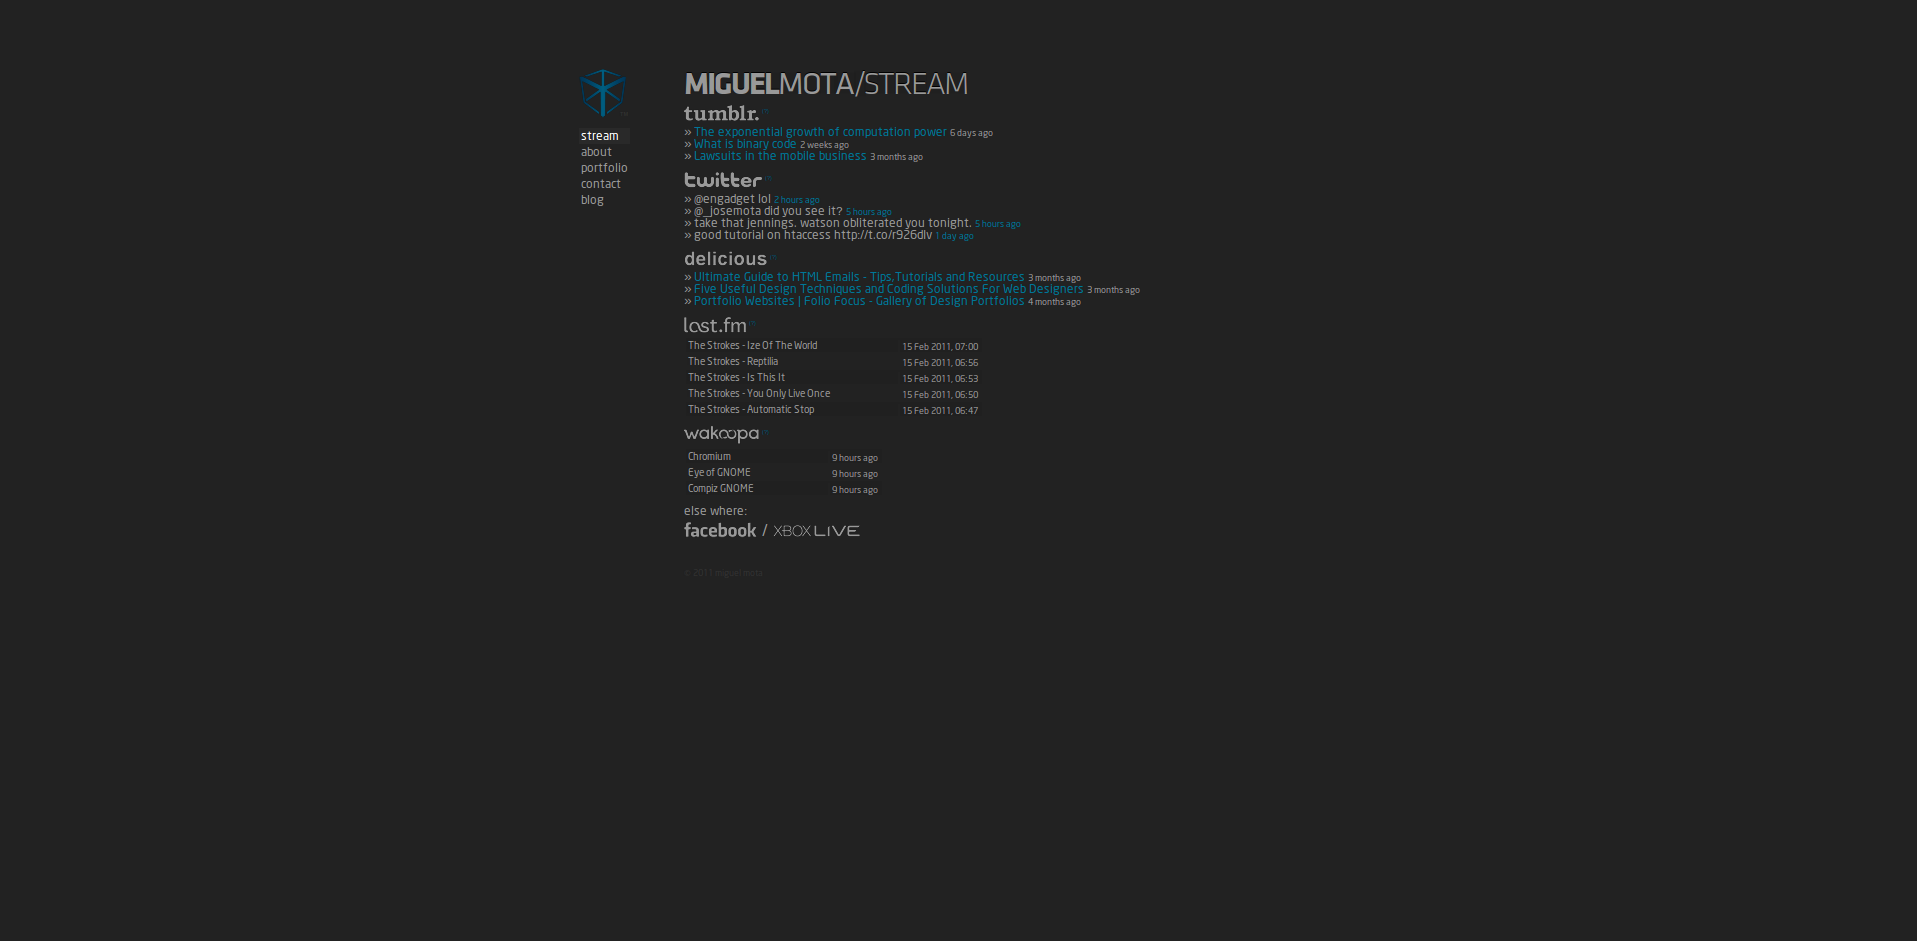 MIGUELMOTA/STREAM
tumblr.
» The exponential growth of computation power 6 days ago
» What is binary code 2 weeks ago
» Lawsuits in the mobile business 3 months ago
stream
about
portfolio
contact
blog
twitter
» @engadget lol 2 hours ago
» @_josemota did you see it? 5 hours ago
» take that jennings. watson obliterated you tonight. 5 hours ago
» good tutorial on htaccess http://t.co/r926dlv 1 day ago
delicious
» Ultimate Guide to HTML Emails - Tips,Tutorials and Resources 3 months ago
» Five Useful Design Techniques and Coding Solutions For Web Designers 3 months ago
» Portfolio Websites | Folio Focus - Gallery of Design Portfolios 4 months ago
last.fm
The Strokes - Ize Of The World 15 Feb 2011, 07:00
The Strokes - Reptilia 15 Feb 2011, 06:56
The Strokes - Is This It 15 Feb 2011, 06:53
The Strokes - You Only Live Once 15 Feb 2011, 06:50
The Strokes - Automatic Stop 15 Feb 2011, 06:47
wakoopa
Chromium 9 hours ago
Eye of GNOME 9 hours ago
Compiz GNOME 9 hours ago
else where:
facebook / XBOX LIVE
© 2011 miguel mota